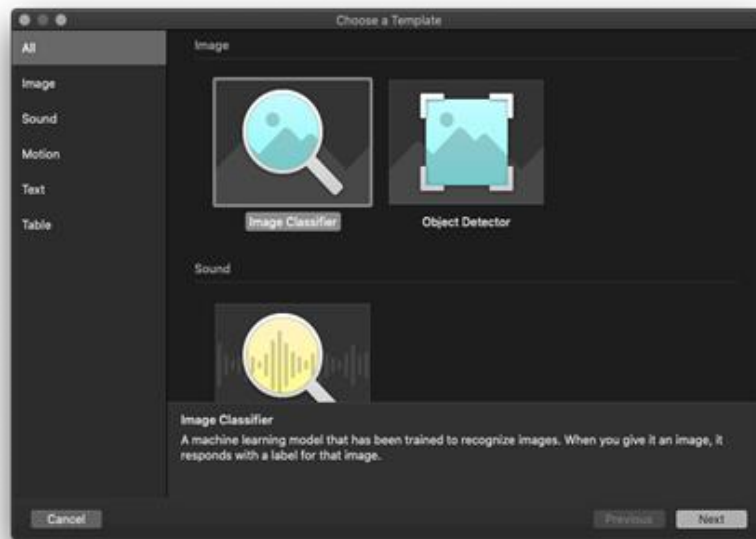 Choose a Template
All
Image
Sound
Motion
Text
Table
Image
Image Classifier
Object Detector
Sound
Image Classifier
A machine learning model that has been trained to recognize images. When you give it an image, it
responds with a label for that image.
Cancel
Previous
Next